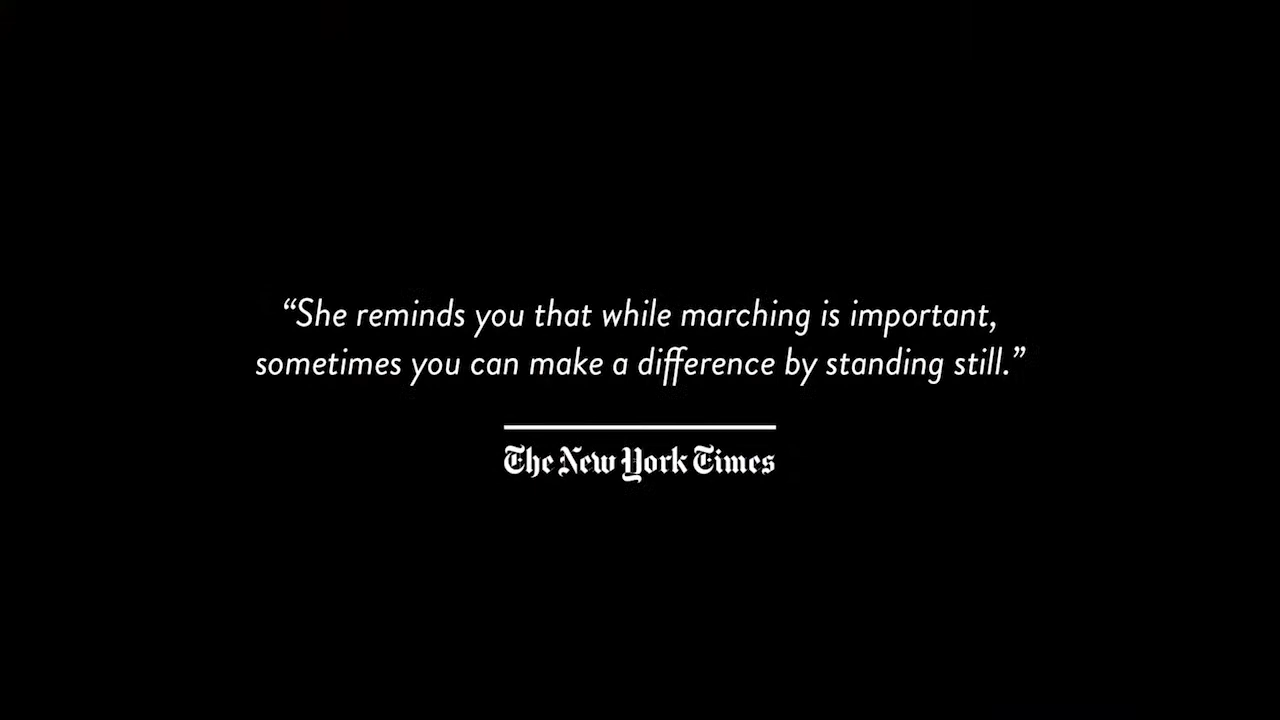 “She reminds you that while marching is important,
sometimes you can make a difference by standing still.”
The New York Times